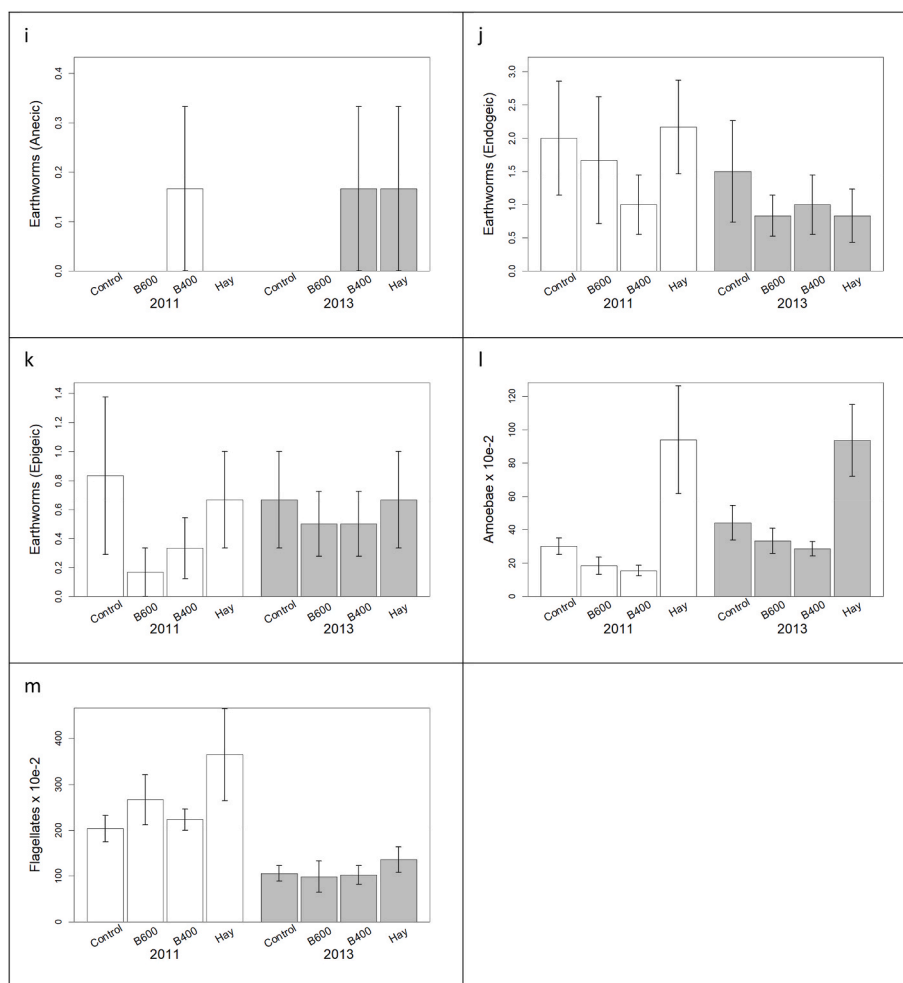 i
Earthworms (Anecic)
0.4
0.3
0.2
0.1
0.0
Control B600 B400 Hay Control B600 B400 Hay
2011 2013
j
Earthworms (Endogeic)
3.0
2.5
2.0
1.5
1.0
0.5
0.0
Control B600 B400 Hay Control B600 B400 Hay
2011 2013
k
Earthworms (Epigeic)
1.4
1.2
1.0
0.8
0.6
0.4
0.2
0.0
Control B600 B400 Hay Control B600 B400 Hay
2011 2013
l
Amoebae x 10e-2
120
100
80
60
40
20
0
Control B600 B400 Hay Control B600 B400 Hay
2011 2013
m
Flagellates x 10e-2
400
300
200
100
0
Control B600 B400 Hay Control B600 B400 Hay
2011 2013